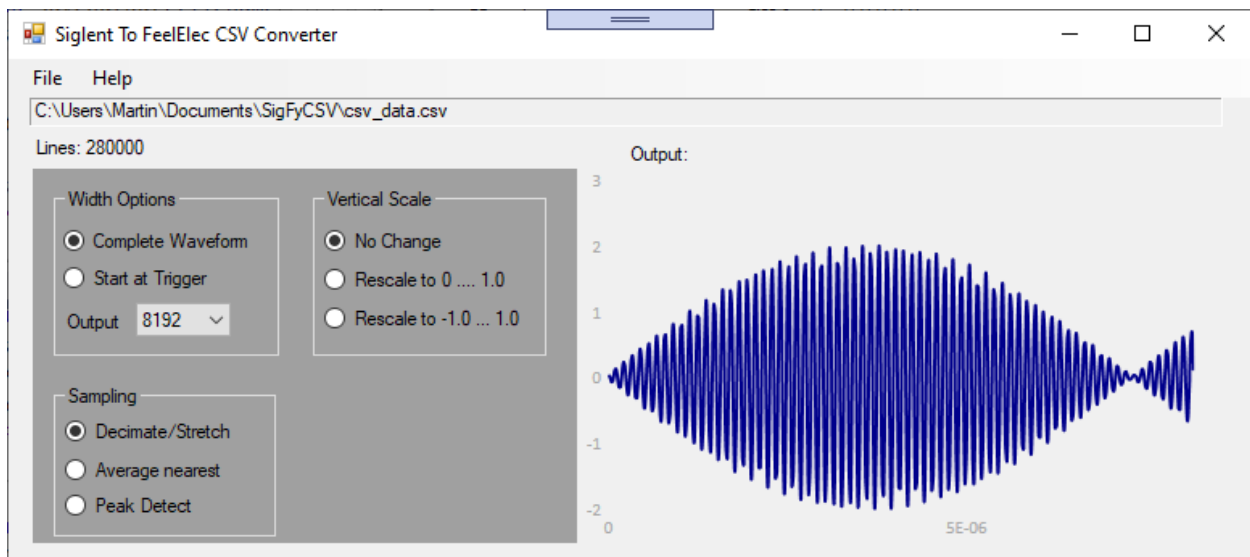 Siglent To FeelElec CSV Converter
File Help
C:\Users\Martin\Documents\SigFyCSV\csv_data.csv
Lines: 280000
Output:
Width Options
Complete Waveform
Start at Trigger
Output 8192
Vertical Scale
No Change
Rescale to 0 .... 1.0
Rescale to -1.0 ... 1.0
Sampling
Decimate/Stretch
Average nearest
Peak Detect
3
2
1
0
-1
-2
0 5E-06